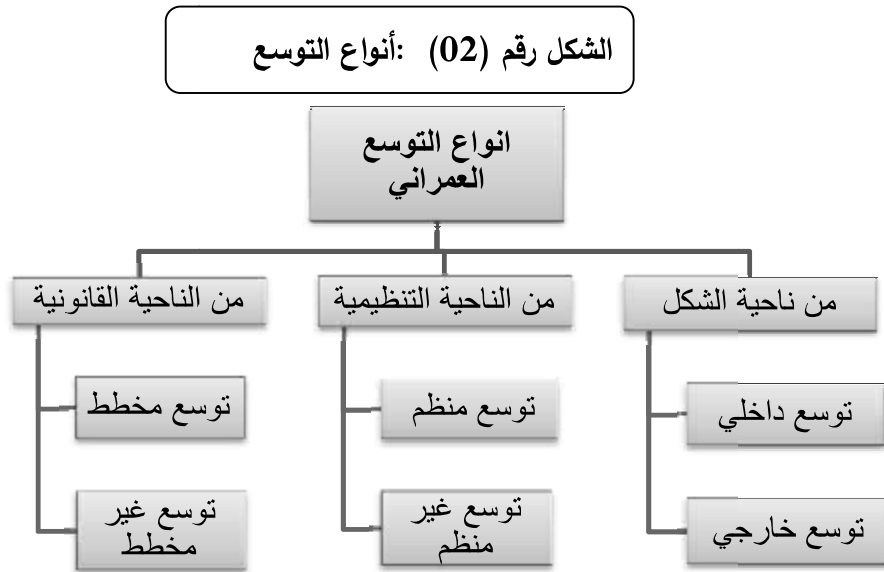 الشكل رقم (02) :أنواع التوسع
انواع التوسع
العمراني
من ناحية الشكل
من الناحية التنظيمية
من الناحية القانونية
توسع داخلي
توسع منظم
توسع مخطط
توسع خارجي
توسع غير
منظم
توسع غير
مخطط